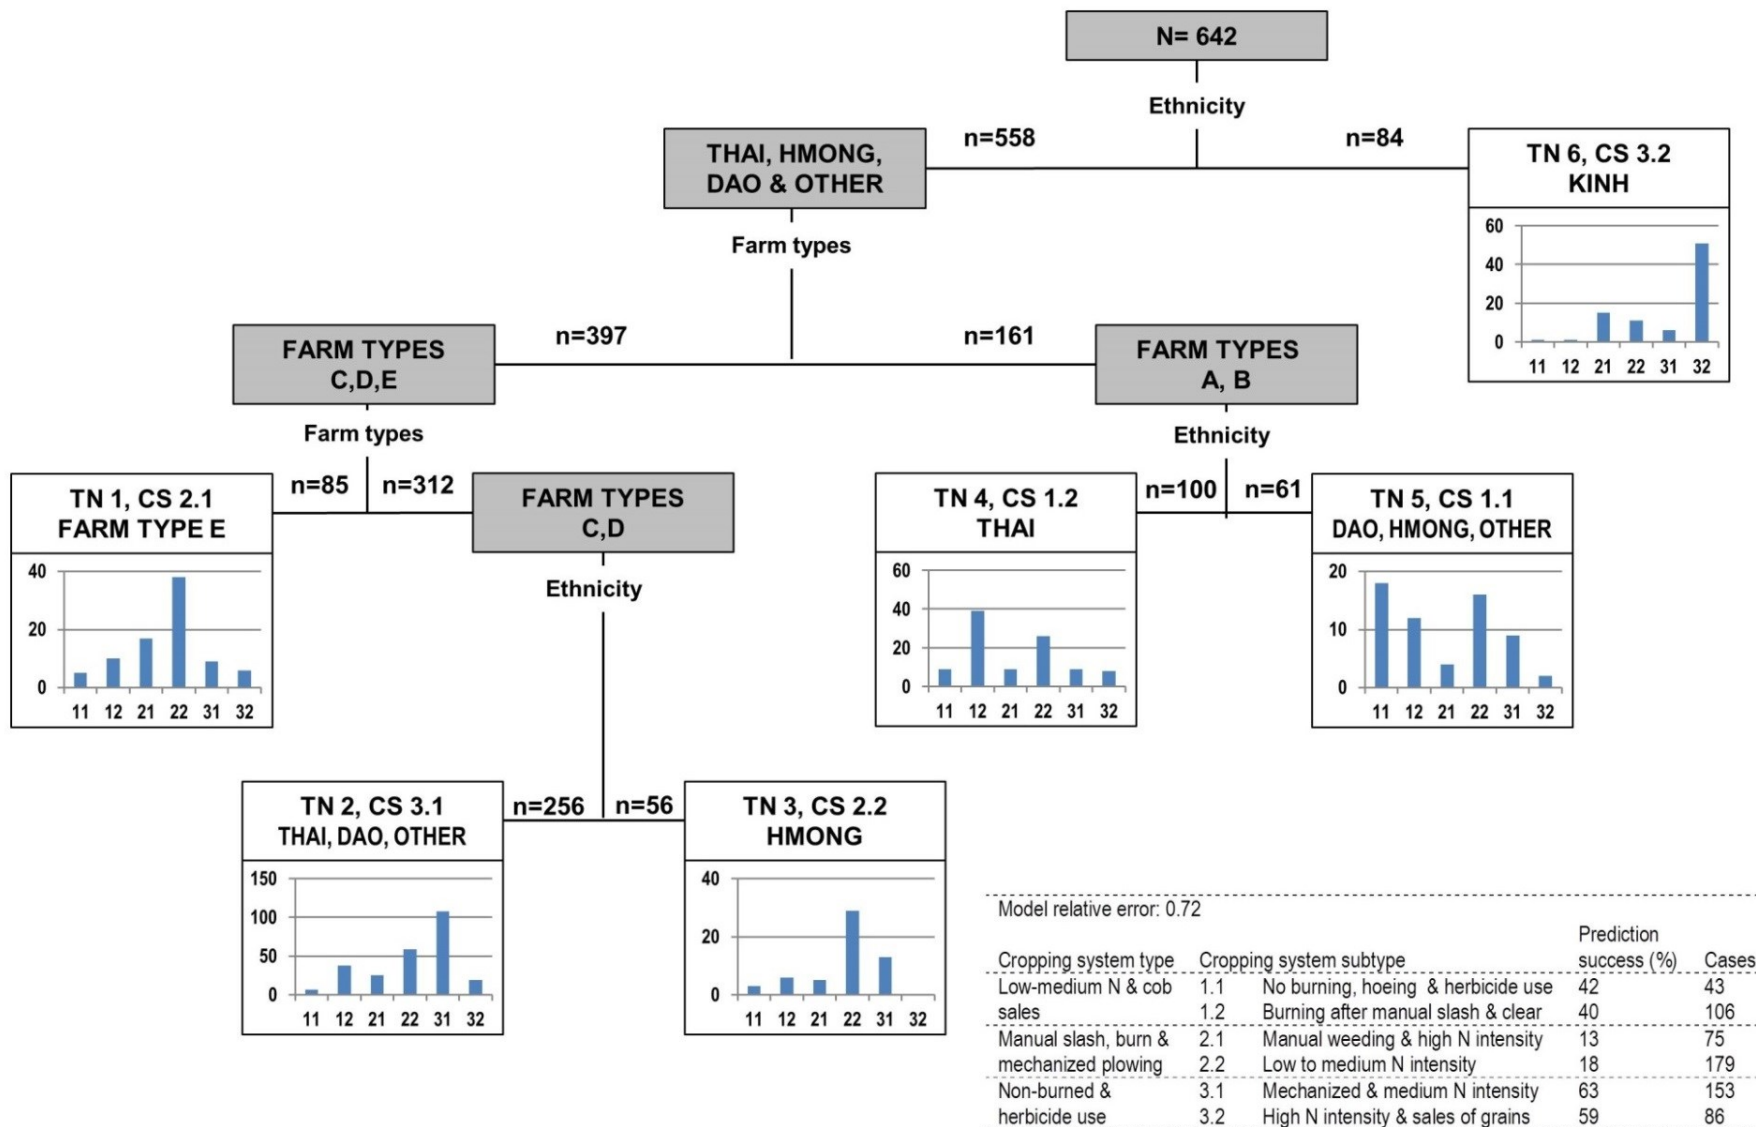 N= 642
Ethnicity
n=558
n=84
THAI, HMONG,
DAO & OTHER
TN 6, CS 3.2
KINH
60
40
20
0
11 12 21 22 31 32
Farm types
n=397
n=161
FARM TYPES
C,D,E
FARM TYPES
A, B
Farm types
Ethnicity
TN 1, CS 2.1
FARM TYPE E
40
20
0
11 12 21 22 31 32
n=85
n=312
FARM TYPES
C,D
Ethnicity
TN 4, CS 1.2
THAI
60
40
20
0
11 12 21 22 31 32
n=100
n=61
TN 5, CS 1.1
DAO, HMONG, OTHER
20
10
0
11 12 21 22 31 32
TN 2, CS 3.1
THAI, DAO, OTHER
150
100
50
0
11 12 21 22 31 32
n=256
n=56
TN 3, CS 2.2
HMONG
40
20
0
11 12 21 22 31 32
Model relative error: 0.72
Prediction
Cropping system type Cropping system subtype success (%) Cases
Low-medium N & cob 1.1 No burning, hoeing & herbicide use 42 43
sales 1.2 Burning after manual slash & clear 40 106
Manual slash, burn & 2.1 Manual weeding & high N intensity 13 75
mechanized plowing 2.2 Low to medium N intensity 18 179
Non-burned & 3.1 Mechanized & medium N intensity 63 153
herbicide use 3.2 High N intensity & sales of grains 59 86